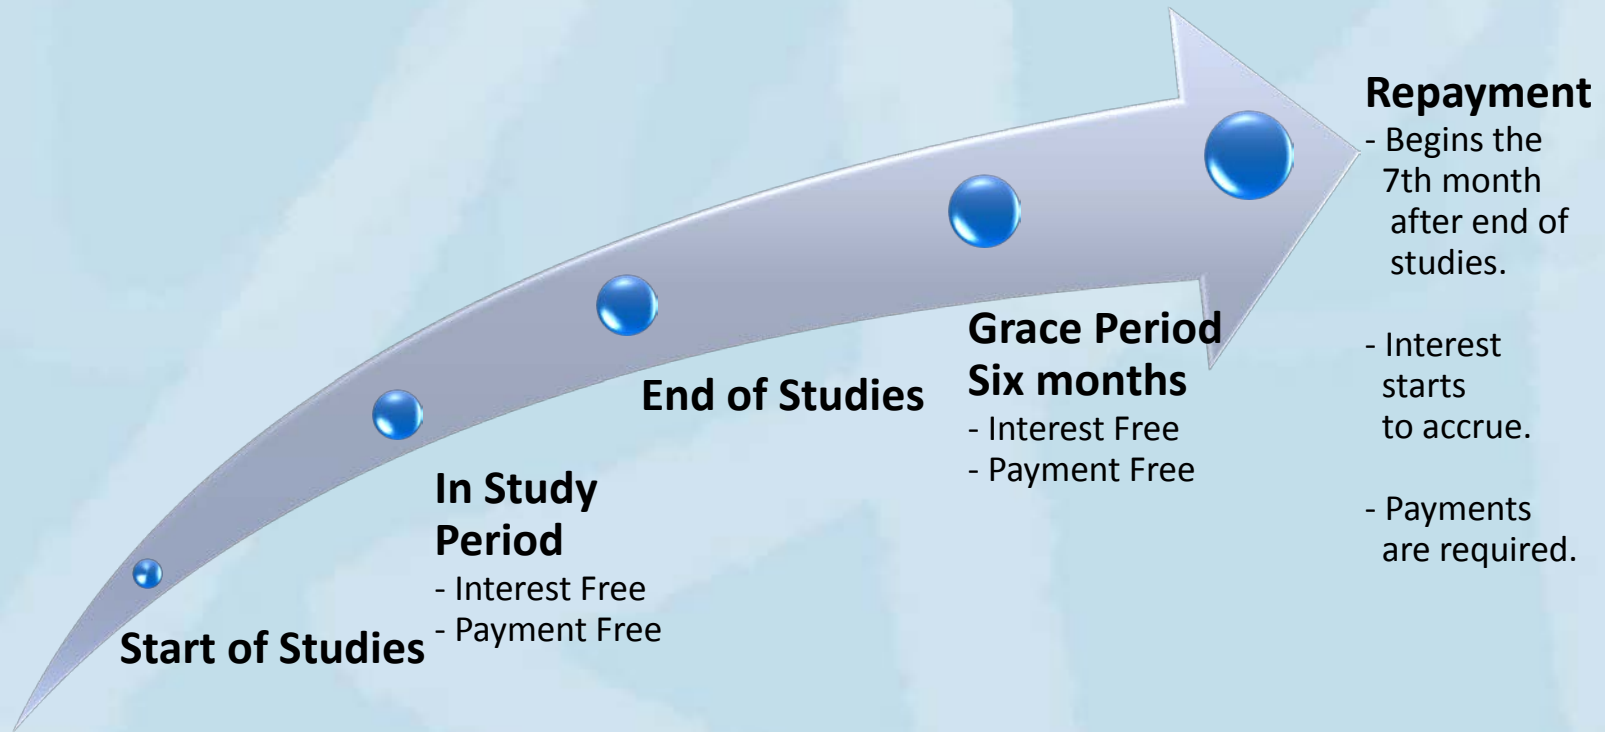 Start of Studies
In Study
Period
- Interest Free
- Payment Free
End of Studies
Grace Period
Six months
- Interest Free
- Payment Free
Repayment
- Begins the
7th month
after end of
studies.
- Interest
starts
to accrue.
- Payments
are required.